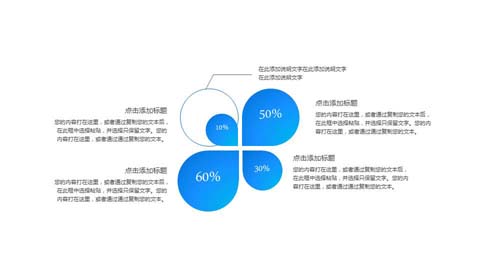 在此添加说明文字在此添加说明文字
在此添加说明文字
点击添加标题
您的内容打在这里，或者通过复制您的文本后，
在此框中选择粘贴，并选择只保留文字。您的
内容打在这里，或者通过复制您的文本。
10%
50%
点击添加标题
您的内容打在这里，或者通过复制您的文本后，
在此框中选择粘贴，并选择只保留文字。您的内
容打在这里，或者通过复制您的文本。
点击添加标题
您的内容打在这里，或者通过复制您的文本后，
在此框中选择粘贴，并选择只保留文字。您的
内容打在这里，或者通过复制您的文本。
60%
30%
点击添加标题
您的内容打在这里，或者通过复制您的文本后，
在此框中选择粘贴，并选择只保留文字。您的内
容打在这里，或者通过复制您的文本。